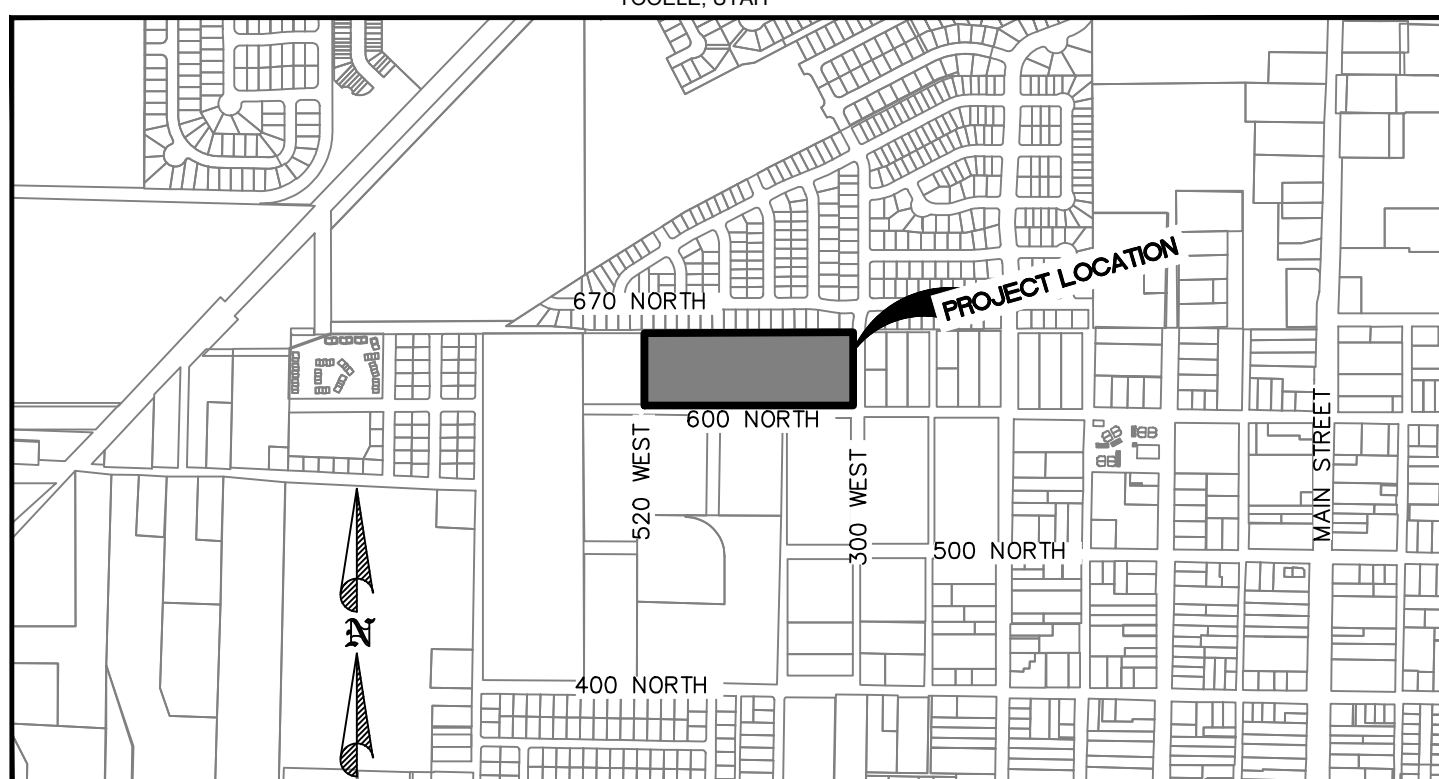 TOOELE, UTAH
670 NORTH
PROJECT LOCATION
600 NORTH
520 WEST
300 WEST
MAIN STREET
500 NORTH
N
400 NORTH